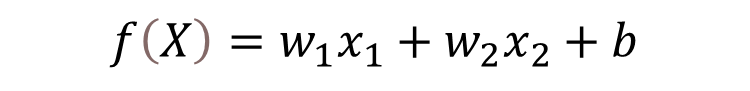 f(X) = w₁x₁ + w₂x₂ + b